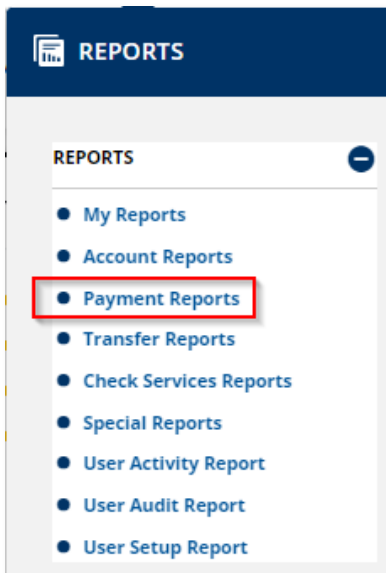 REPORTS
REPORTS
My Reports
Account Reports
Payment Reports
Transfer Reports
Check Services Reports
Special Reports
User Activity Report
User Audit Report
User Setup Report